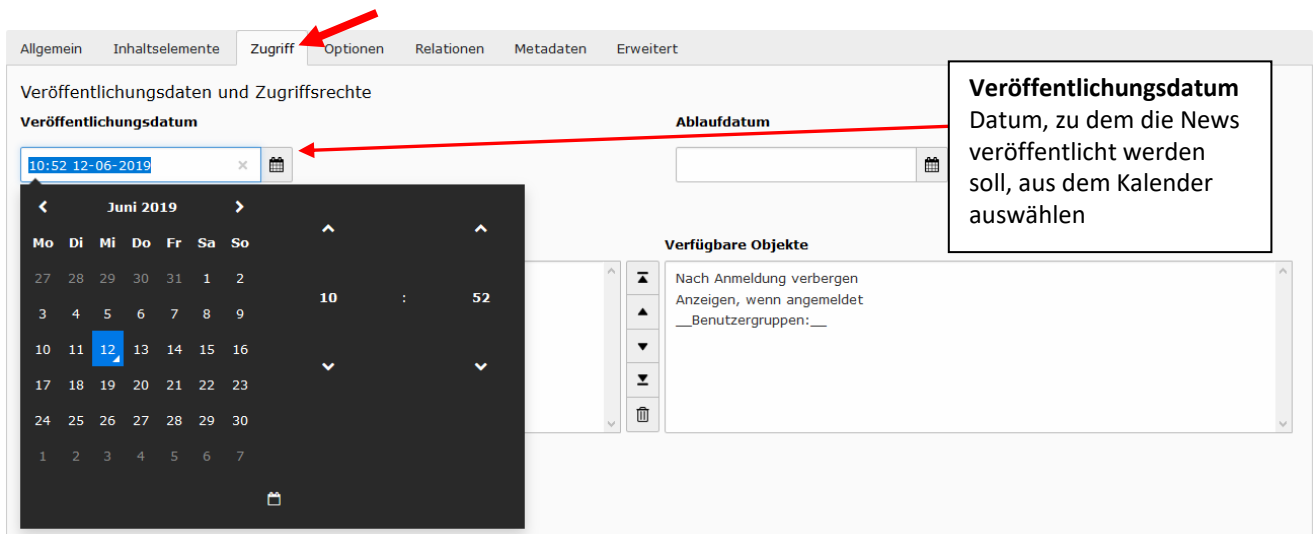 Allgemein Inhaltselemente Zugriff Optionen Relationen Metadaten Erweitert
Veröffentlichungsdaten und Zugriffsrechte
Veröffentlichungsdatum
Ablaufdatum
10:52 12-06-2019
Veröffentlichungsdatum
Datum, zu dem die News
veröffentlicht werden
soll, aus dem Kalender
auswählen
Juni 2019
Mo Di Mi Do Fr Sa So
27 28 29 30 31 1 2
3 4 5 6 7 8 9
10 11 12 13 14 15 16
17 18 19 20 21 22 23
24 25 26 27 28 29 30
1 2 3 4 5 6 7
10 : 52
Verfügbare Objekte
Nach Anmeldung verbergen
Anzeigen, wenn angemeldet
__Benutzergruppen:__